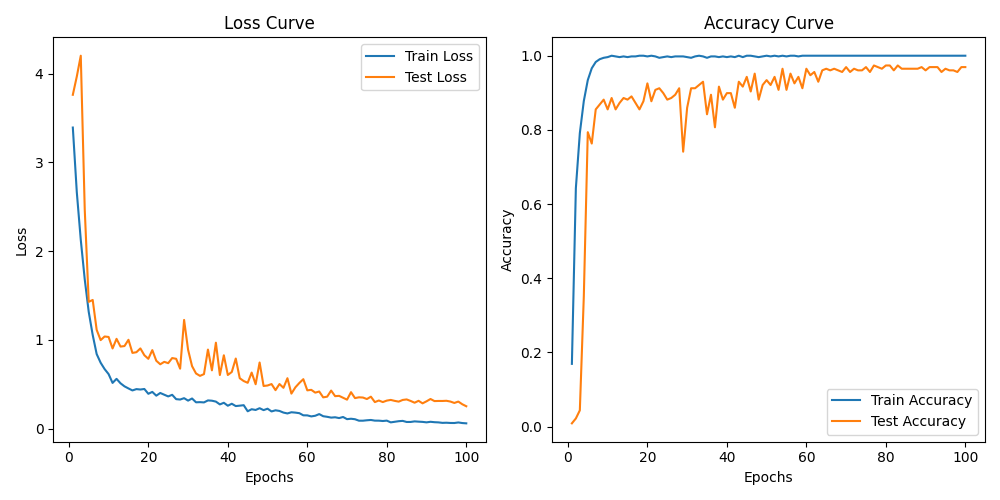 Loss Curve
Train Loss
Test Loss
Loss
4
3
2
1
0
0 20 40 60 80 100
Epochs
Accuracy Curve
Accuracy
1.0
0.8
0.6
0.4
0.2
0.0
Train Accuracy
Test Accuracy
0 20 40 60 80 100
Epochs